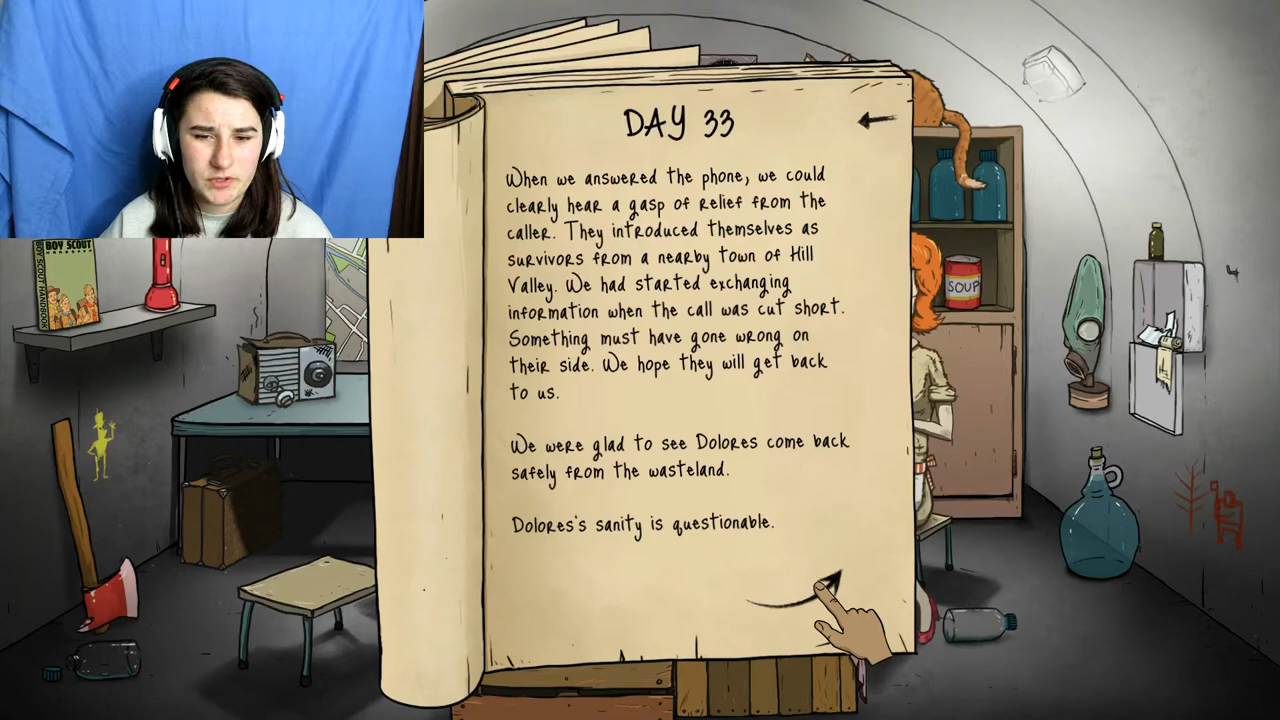 DAY 33
When we answered the phone, we could
clearly hear a gasp of relief from the
caller. They introduced themselves as
survivors from a nearby town of Hill
Valley. We had started exchanging
information when the call was cut short.
Something must have gone wrong on
their side. We hope they will get back
to us.
We were glad to see Dolores come back
safely from the wasteland.
Dolores's sanity is questionable.
BOY SCOUT
BOY SCOUT HANDBOOK
SOUP